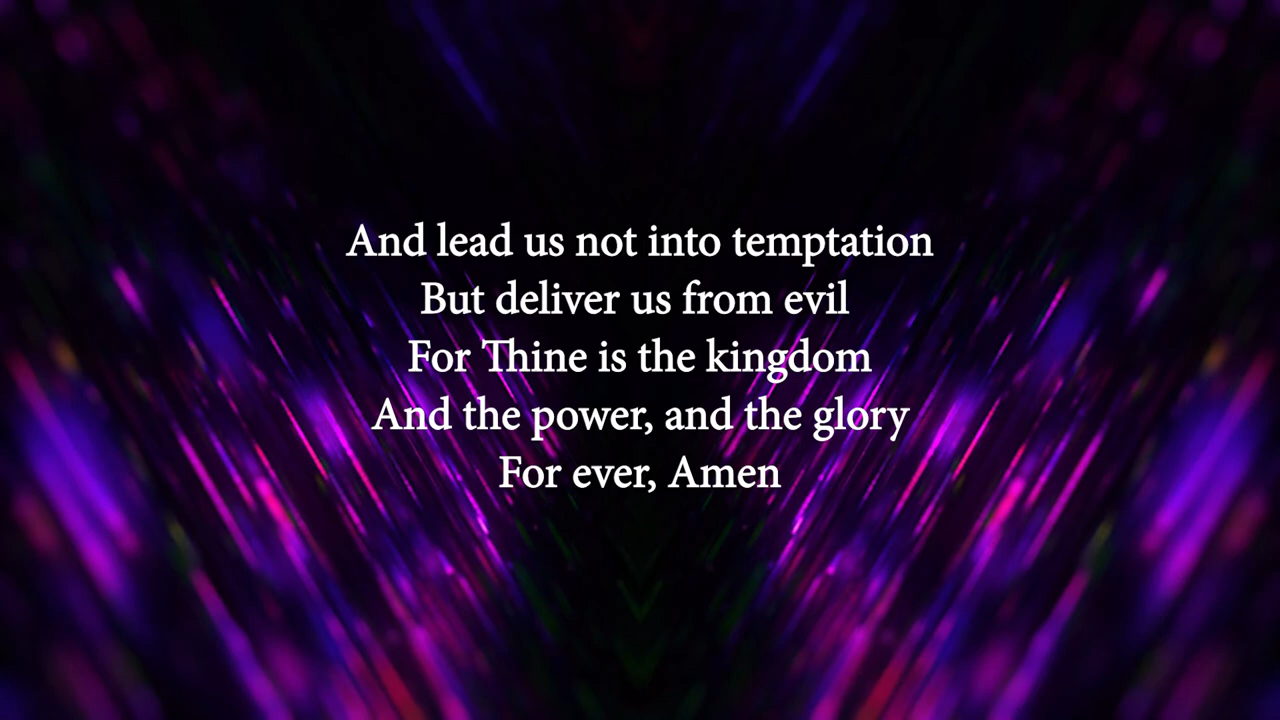 And lead us not into temptation
But deliver us from evil
For Thine is the kingdom
And the power, and the glory
For ever, Amen